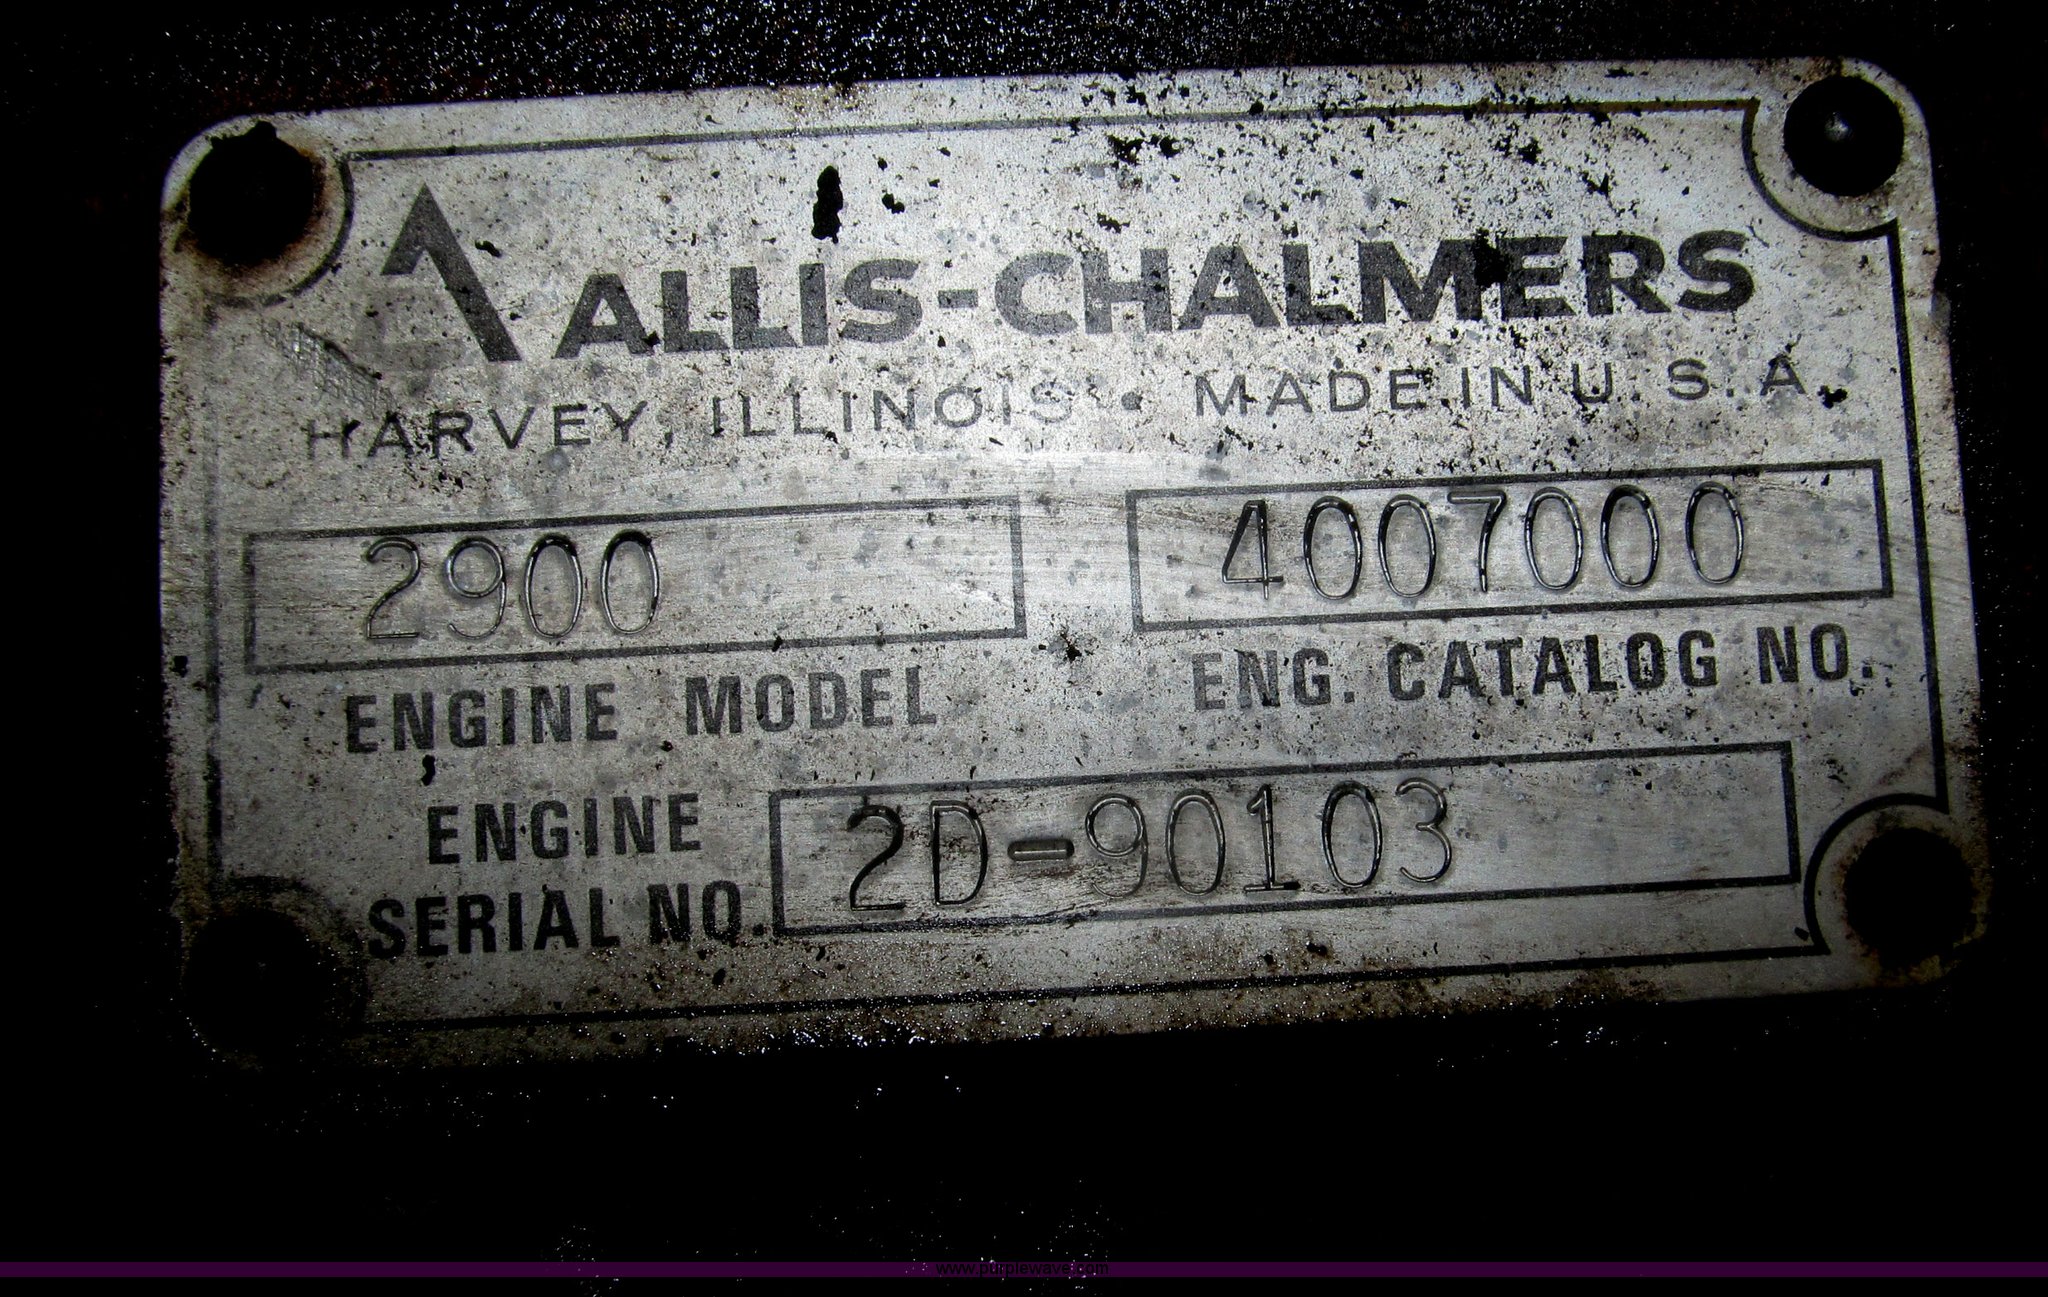 ALLIS-CHALMERS
HARVEY, ILLINOIS • MADE IN U.S.A.
2900 4007000
ENGINE MODEL ENG. CATALOG NO.
ENGINE
SERIAL NO. 2D-90103
www.purplewave.com